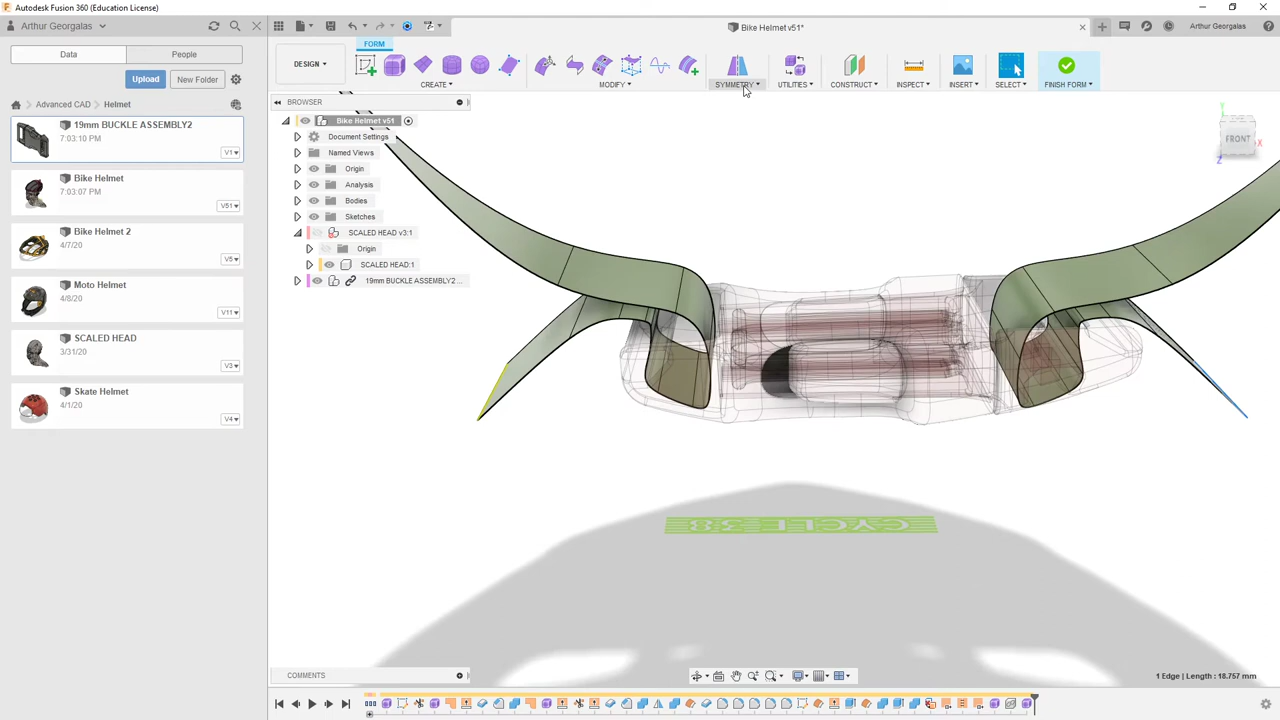 Autodesk Fusion 360 (Education License)
Arthur Georgalas
Bike Helmet v51*
Data
People
FORM
DESIGN
CREATE
MODIFY
SYMMETRY
UTILITIES
CONSTRUCT
INSPECT
INSERT
SELECT
FINISH FORM
Upload
New Folder
Advanced CAD
Helmet
BROWSER
19mm BUCKLE ASSEMBLY2
7:03:10 PM
V1
Bike Helmet
7:03:07 PM
V51
Bike Helmet 2
4/7/20
V5
Moto Helmet
4/8/20
V11
SCALED HEAD
3/31/20
V3
Skate Helmet
4/1/20
V4
Bike Helmet v51
Document Settings
Named Views
Origin
Analysis
Bodies
Sketches
SCALED HEAD v3:1
Origin
SCALED HEAD:1
19mm BUCKLE ASSEMBLY2...
FRONT
X
Y
Z
CYCLE 38
COMMENTS
1 Edge | Length : 18.757 mm